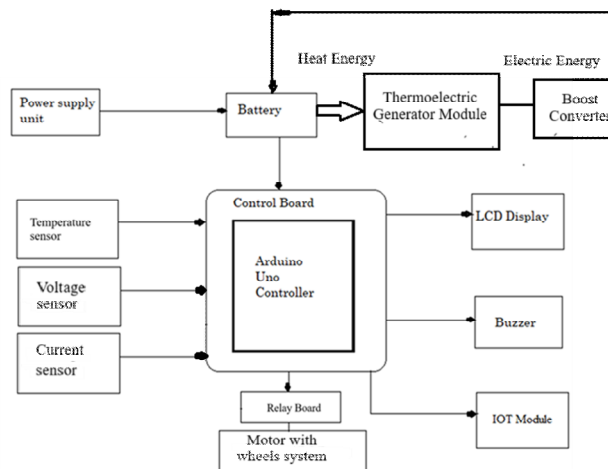 Heat Energy
Electric Energy
Power supply
unit
Battery
Thermoelectric
Generator Module
Boost
Converter
Control Board
Temperature
sensor
Arduino
Uno
Controller
LCD Display
Voltage
sensor
Buzzer
Current
sensor
Relay Board
IOT Module
Motor with
wheels system